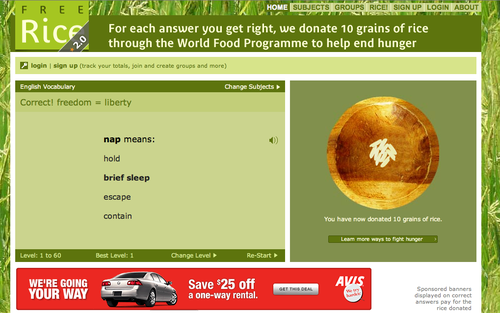 FREE
Rice
2.0
HOME SUBJECTS GROUPS RICE! SIGN UP LOGIN ABOUT
For each answer you get right, we donate 10 grains of rice
through the World Food Programme to help end hunger
login | sign up (track your totals, join and create groups and more)
English Vocabulary Change Subjects
Correct! freedom = liberty
nap means:
hold
brief sleep
escape
contain
Level: 1 to 60 Best Level: 1 Change Level Re-Start
You have now donated 10 grains of rice.
Learn more ways to fight hunger
WE'RE GOING
YOUR WAY
Save $25 off
a one-way rental.
GET THIS DEAL
AVIS
We try
harder.
Sponsored banners
displayed on correct
answers pay for the
rice donated